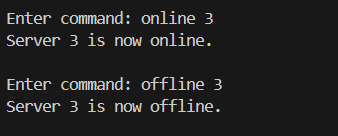 Enter command: online 3
Server 3 is now online.
Enter command: offline 3
Server 3 is now offline.